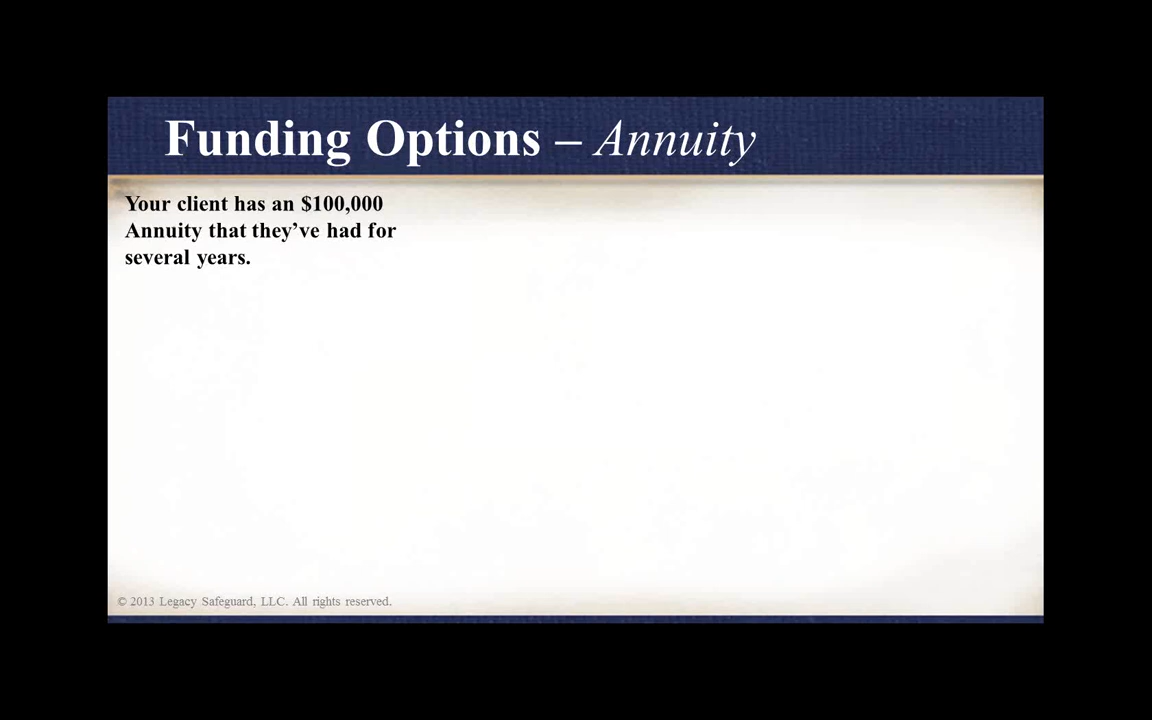 Funding Options – Annuity
Your client has an $100,000
Annuity that they’ve had for
several years.
© 2013 Legacy Safeguard, LLC. All rights reserved.